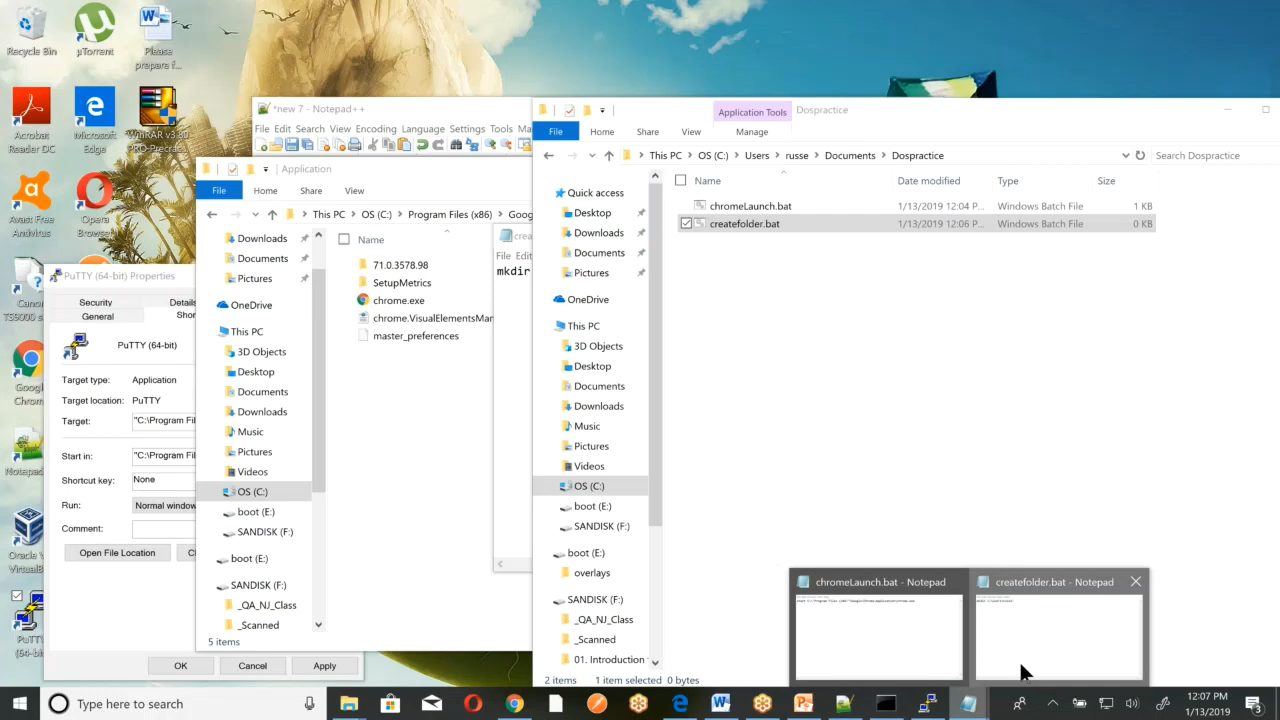 Recycle Bin
µTorrent
Please prepare f...
Acrobat Reader DC
Microsoft Edge
WinRAR v3.80 PRO-Precrac...
Avast Free Antivirus
Opera Browser
Canon
TS5000 s
Google
Chrome
Notepad
Oracle V
VirtualB
PuTTY
(64-bit)
*new 7 - Notepad++
File Edit Search View Encoding Language Settings Tools Ma
PuTTY (64-bit) Properties
Security
Details
General
Shor
PuTTY (64-bit)
Target type: Application
Target location: PuTTY
Target: "C:\Program Fil
Start in: "C:\Program Fil
Shortcut key: None
Run: Normal window
Comment:
Open File Location
Cl
OK
Cancel
Apply
Application
File
Home
Share
View
This PC > OS (C:) > Program Files (x86) > Goog
Downloads
Documents
Pictures
OneDrive
This PC
3D Objects
Desktop
Documents
Downloads
Music
Pictures
Videos
OS (C:)
boot (E:)
SANDISK (F:)
boot (E:)
SANDISK (F:)
_QA_NJ_Class
_Scanned
5 items
Name
71.0.3578.98
SetupMetrics
chrome.exe
chrome.VisualElementsMan
master_preferences
crea
File Edit
mkdir
Application Tools
Dospractice
File
Home
Share
View
Manage
This PC > OS (C:) > Users > russe > Documents > Dospractice
Search Dospractice
Quick access
Desktop
Downloads
Documents
Pictures
OneDrive
This PC
3D Objects
Desktop
Documents
Downloads
Music
Pictures
Videos
OS (C:)
boot (E:)
SANDISK (F:)
boot (E:)
overlays
SANDISK (F:)
_QA_NJ_Class
_Scanned
01. Introduction
Name
Date modified
Type
Size
chromeLaunch.bat 1/13/2019 12:04 P... Windows Batch File 1 KB
createfolder.bat 1/13/2019 12:06 P... Windows Batch File 0 KB
2 items 1 item selected 0 bytes
chromeLaunch.bat - Notepad
createfolder.bat - Notepad
Type here to search
12:07 PM
1/13/2019
3